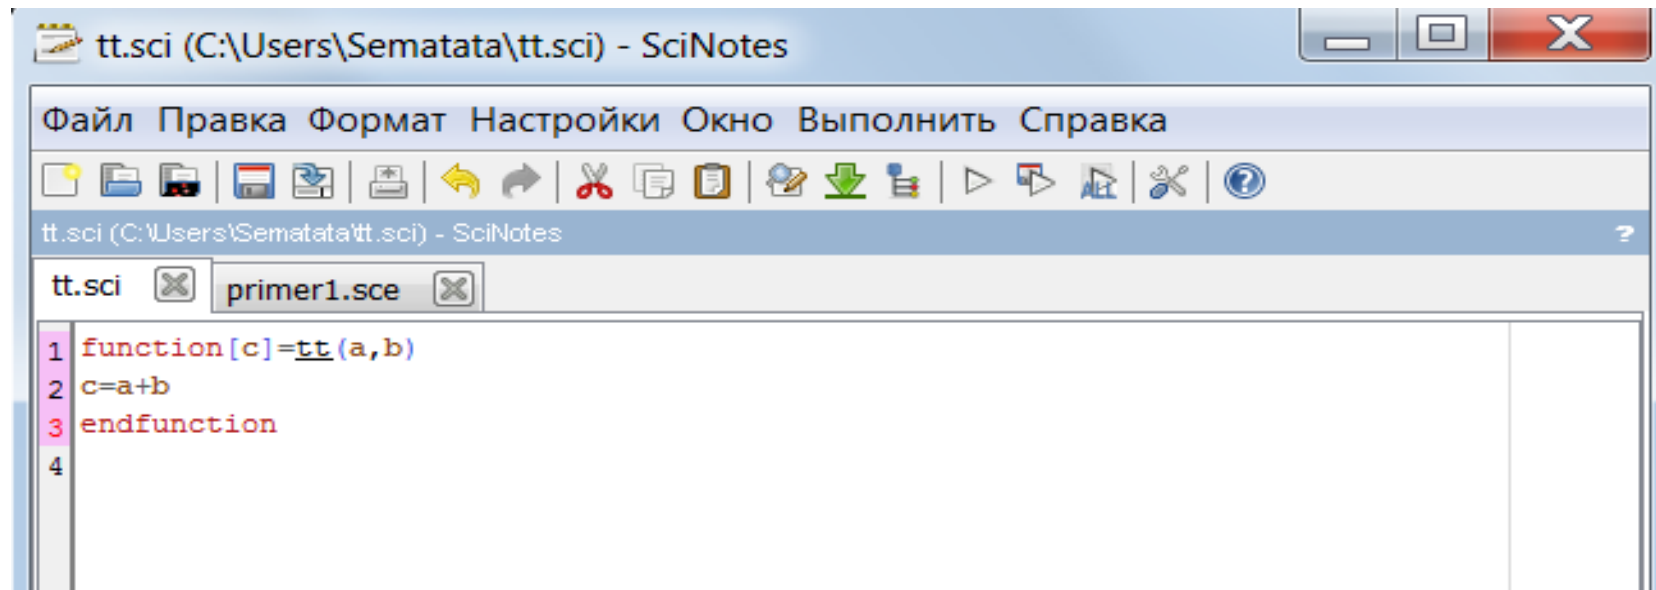 tt.sci (C:\Users\Sematata\tt.sci) - SciNotes
Файл Правка Формат Настройки Окно Выполнить Справка
tt.sci (C:\Users\Sematata\tt.sci) - SciNotes ?
tt.sci primer1.sce
1 function[c]=tt(a,b)
2 c=a+b
3 endfunction
4